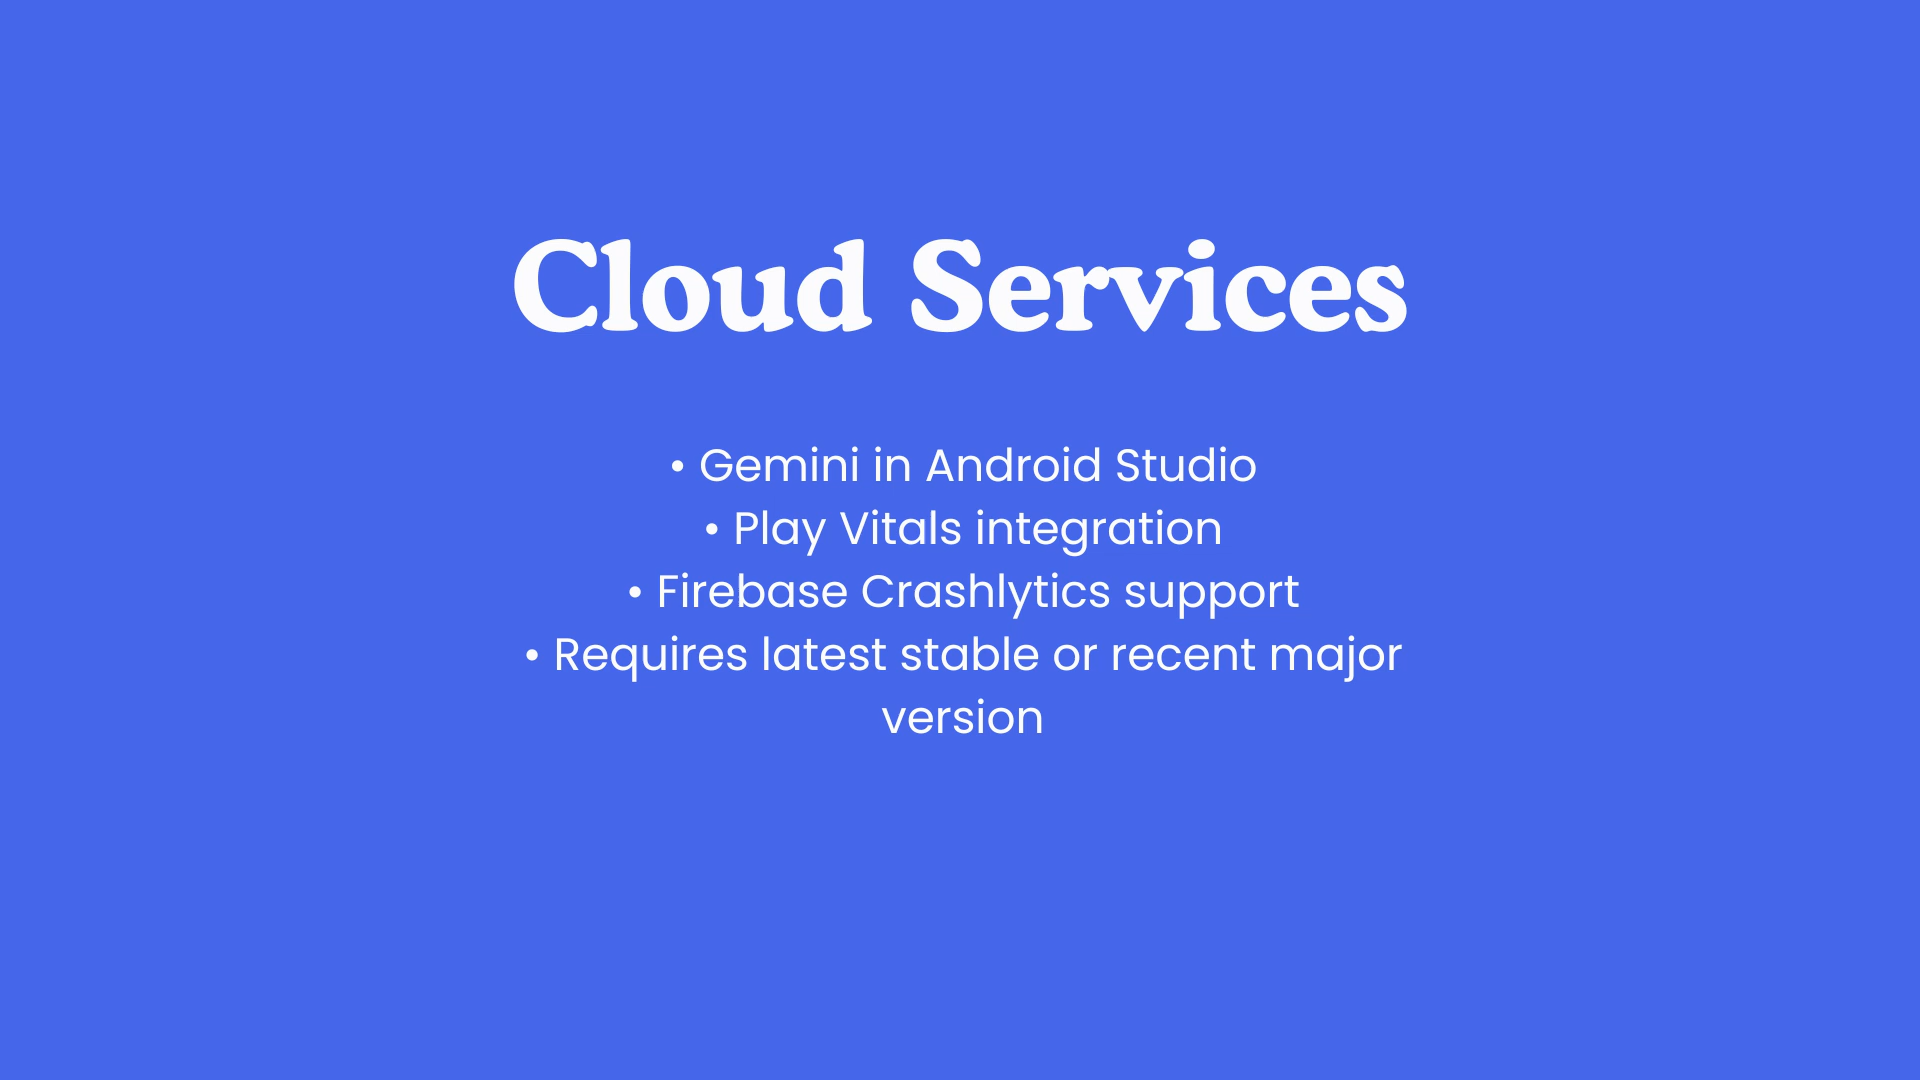 Cloud Services
• Gemini in Android Studio
• Play Vitals integration
• Firebase Crashlytics support
• Requires latest stable or recent major
version